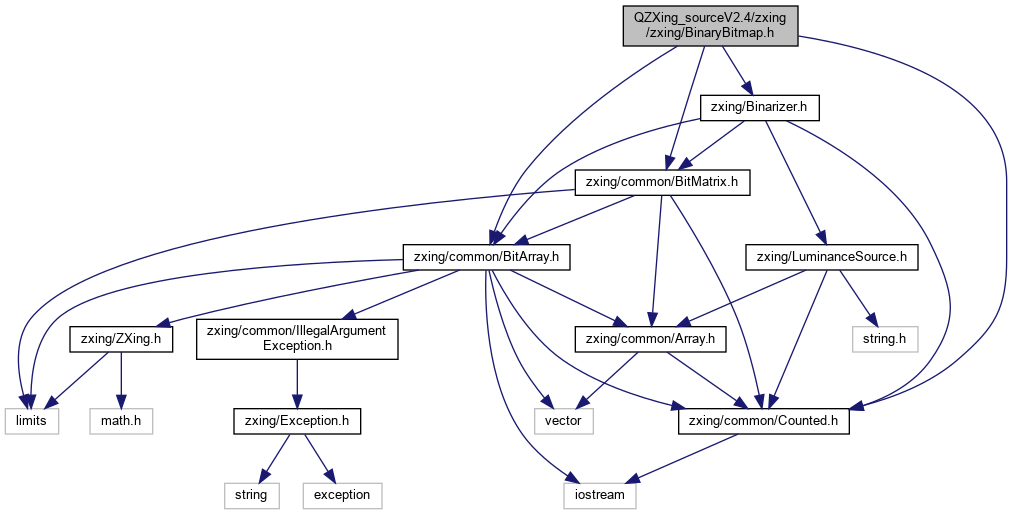 QZXing_sourceV2.4/zxing
/zxing/BinaryBitmap.h
zxing/Binarizer.h
zxing/common/BitMatrix.h
zxing/common/BitArray.h
zxing/LuminanceSource.h
zxing/ZXing.h
zxing/common/IllegalArgument
Exception.h
zxing/common/Array.h
string.h
limits
math.h
zxing/Exception.h
vector
zxing/common/Counted.h
string
exception
iostream